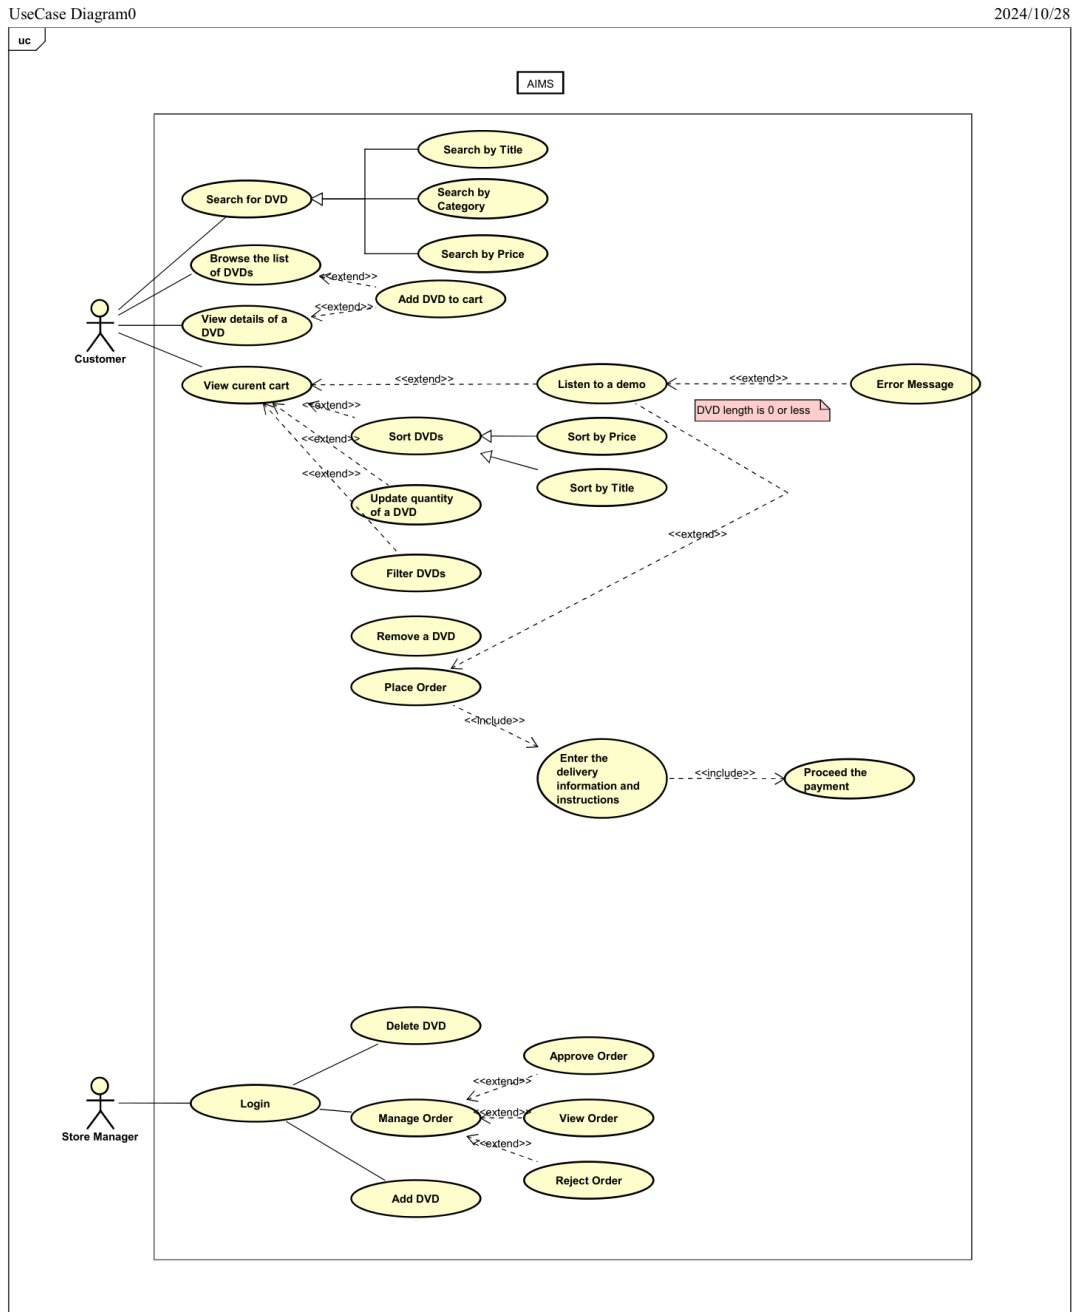 UseCase Diagram0
2024/10/28
uc
AIMS
Search by Title
Search for DVD
Search by
Category
Search by Price
Browse the list
of DVDs
<<extend>>
Add DVD to cart
<<extend>>
View details of a
DVD
Customer
View curent cart
<<extend>>
Listen to a demo
<<extend>>
Error Message
<<extend>>
DVD length is 0 or less
Sort DVDs
Sort by Price
<<extend>>
<<extend>>
Sort by Title
Update quantity
of a DVD
<<extend>>
Filter DVDs
Remove a DVD
Place Order
<<include>>
Enter the
delivery
information and
instructions
<<include>>
Proceed the
payment
Delete DVD
Approve Order
<<extend>>
Login
Manage Order
<<extend>>
View Order
Store Manager
<<extend>>
Reject Order
Add DVD